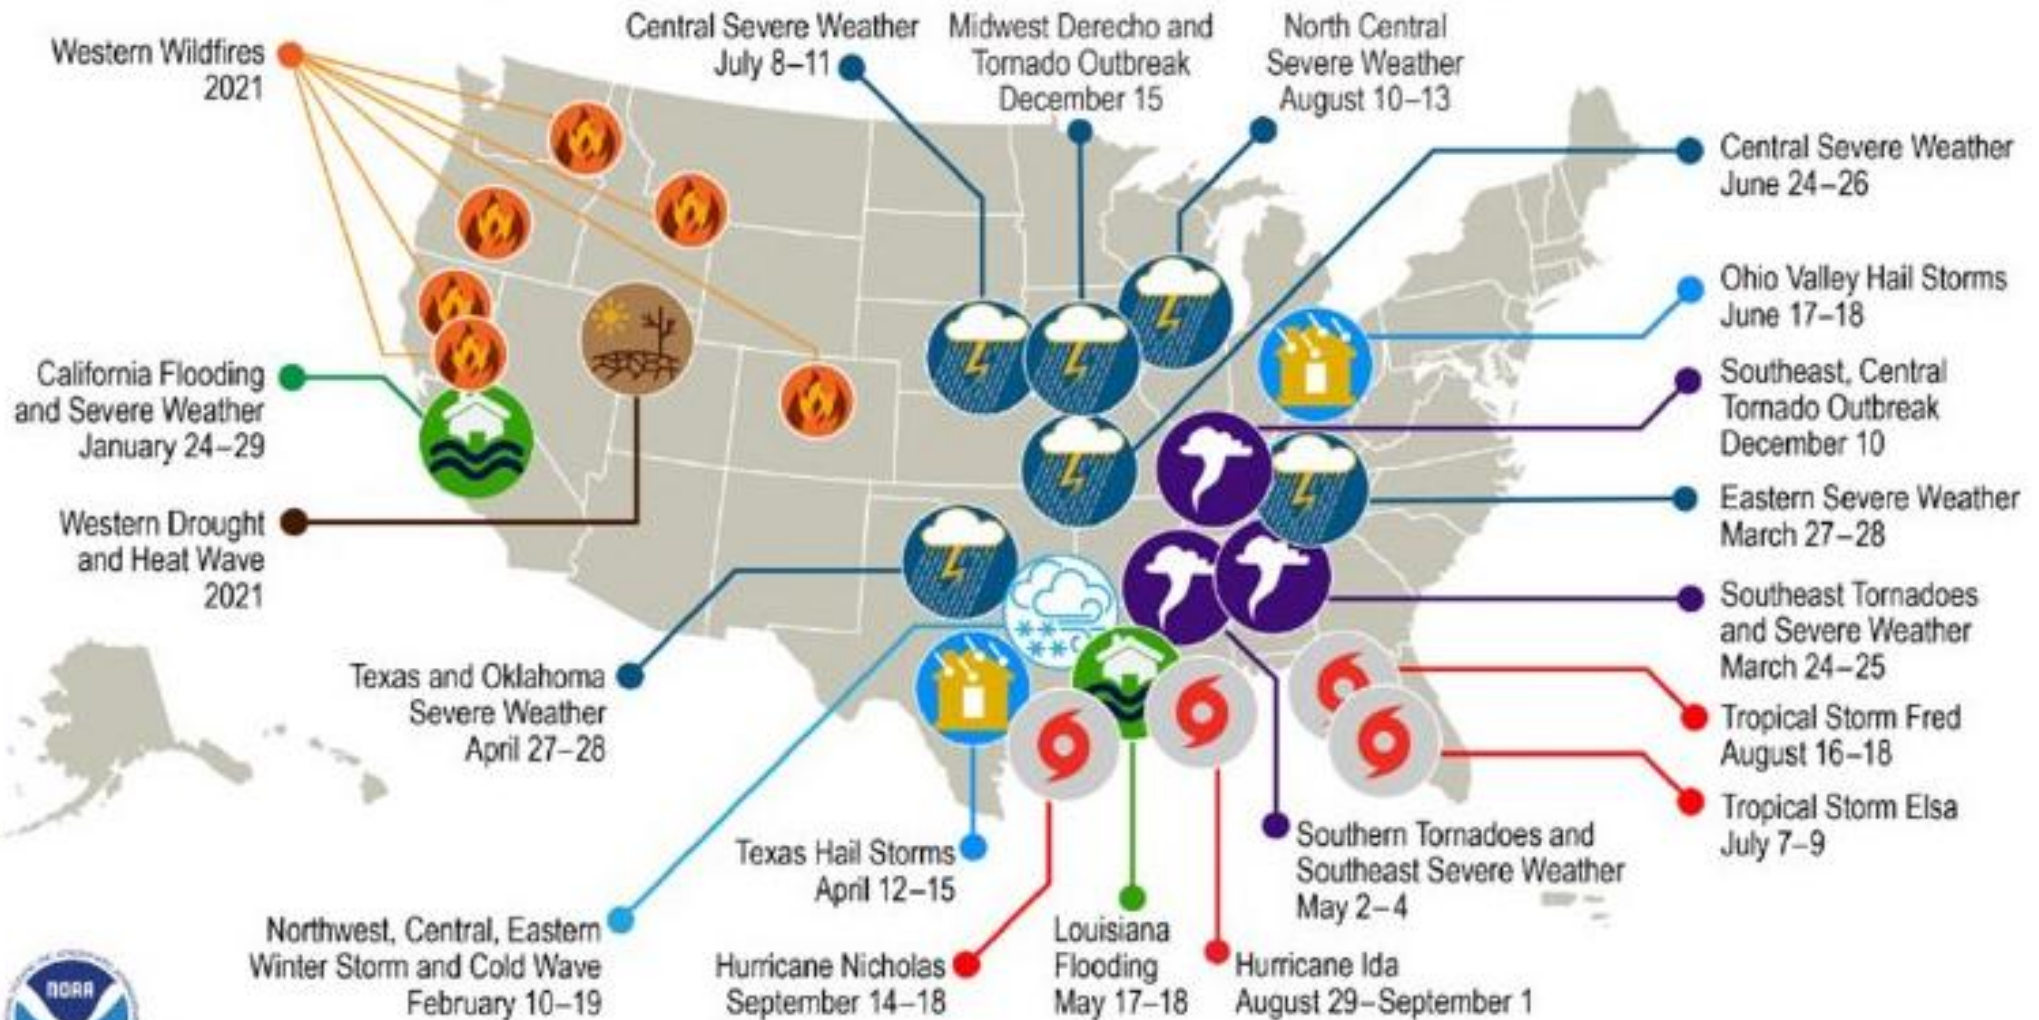 Western Wildfires
2021
Central Severe Weather
July 8–11
Midwest Derecho and
Tornado Outbreak
December 15
North Central
Severe Weather
August 10–13
Central Severe Weather
June 24–26
Ohio Valley Hail Storms
June 17–18
Southeast, Central
Tornado Outbreak
December 10
Eastern Severe Weather
March 27–28
Southeast Tornadoes
and Severe Weather
March 24–25
Tropical Storm Fred
August 16–18
Tropical Storm Elsa
July 7–9
California Flooding
and Severe Weather
January 24–29
Western Drought
and Heat Wave
2021
Texas and Oklahoma
Severe Weather
April 27–28
Texas Hail Storms
April 12–15
Southern Tornadoes and
Southeast Severe Weather
May 2–4
Northwest, Central, Eastern
Winter Storm and Cold Wave
February 10–19
Hurricane Nicholas
September 14–18
Louisiana
Flooding
May 17–18
Hurricane Ida
August 29–September 1
NOAA